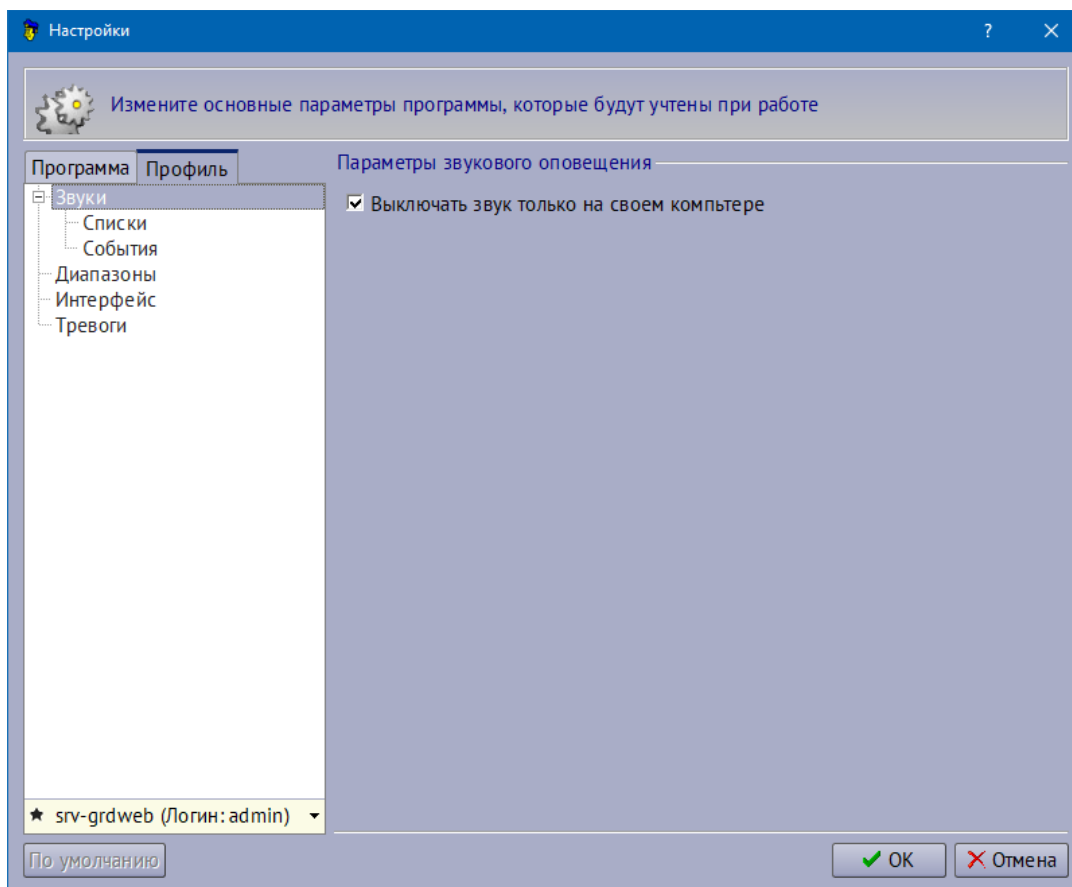 Настройки
?
Измените основные параметры программы, которые будут учтены при работе
Программа
Профиль
Звуки
Списки
События
Диапазоны
Интерфейс
Тревоги
Параметры звукового оповещения
Выключать звук только на своем компьтере
★ srv-grdweb (Логин: admin)
По умолчанию
OK
Отмена